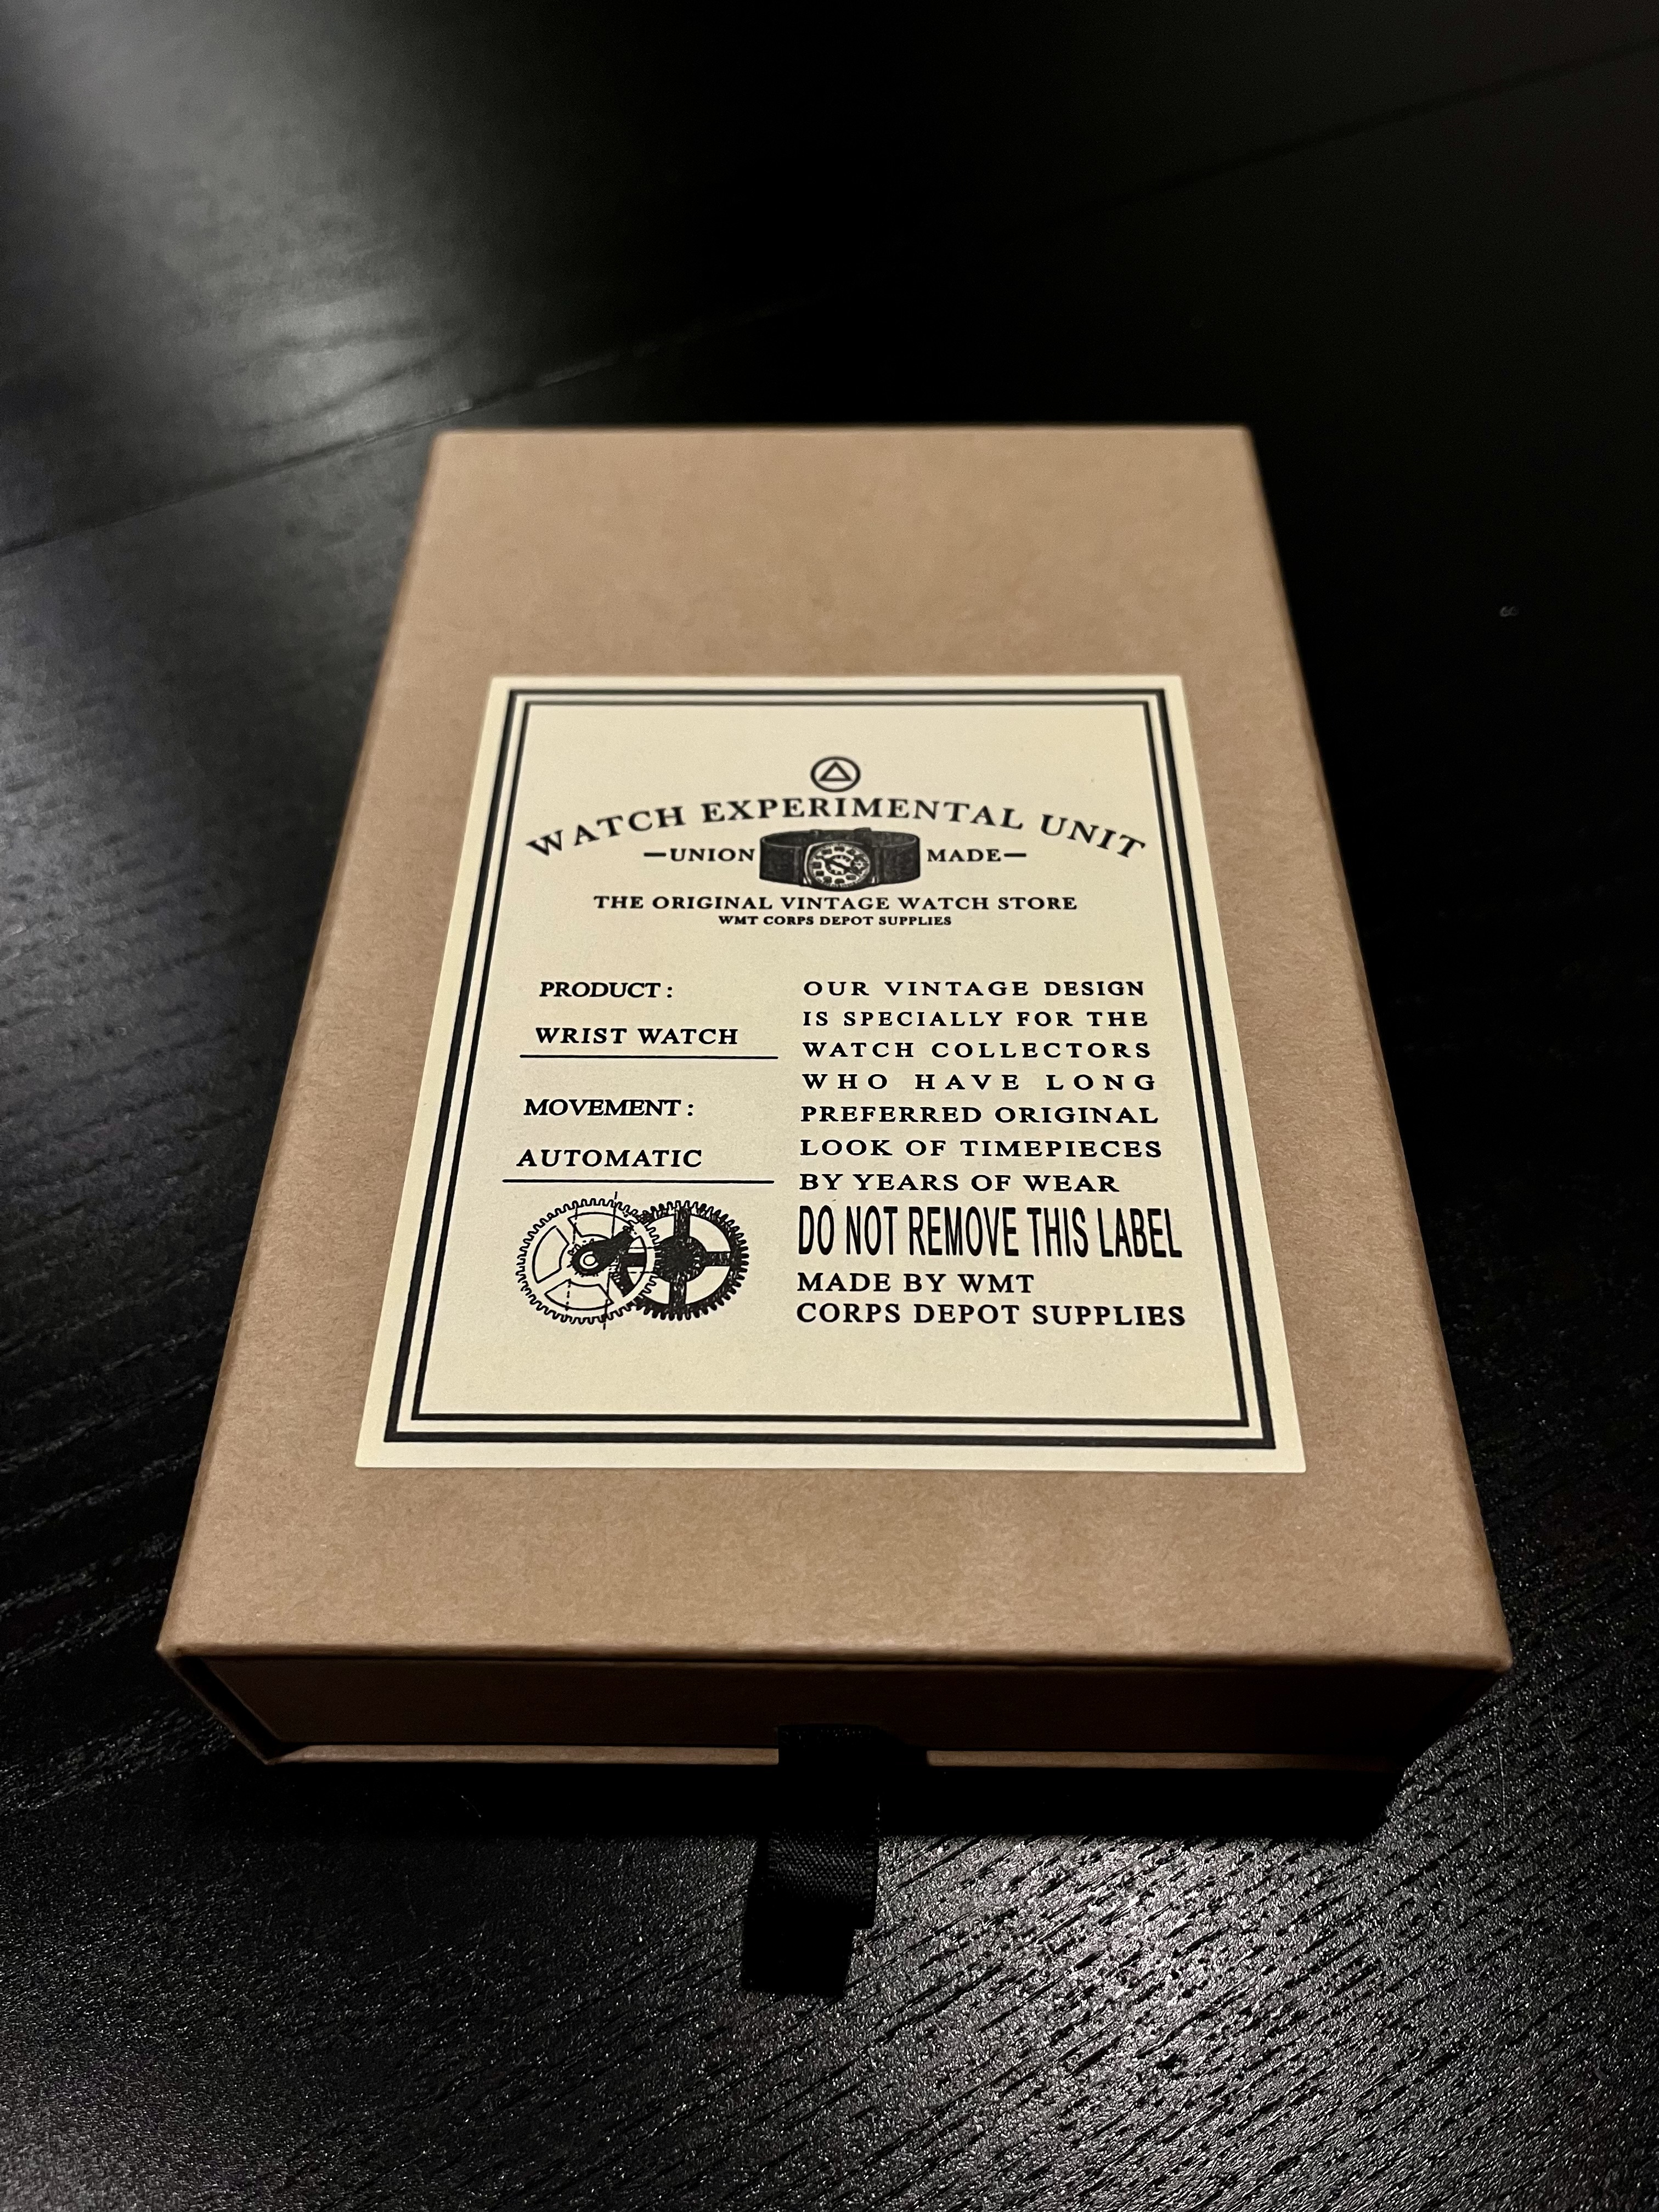 WATCH EXPERIMENTAL UNIT
—UNION MADE—
THE ORIGINAL VINTAGE WATCH STORE
WMT CORPS DEPOT SUPPLIES
PRODUCT :
WRIST WATCH
MOVEMENT :
AUTOMATIC
OUR VINTAGE DESIGN
IS SPECIALLY FOR THE
WATCH COLLECTORS
WHO HAVE LONG
PREFERRED ORIGINAL
LOOK OF TIMEPIECES
BY YEARS OF WEAR
DO NOT REMOVE THIS LABEL
MADE BY WMT
CORPS DEPOT SUPPLIES